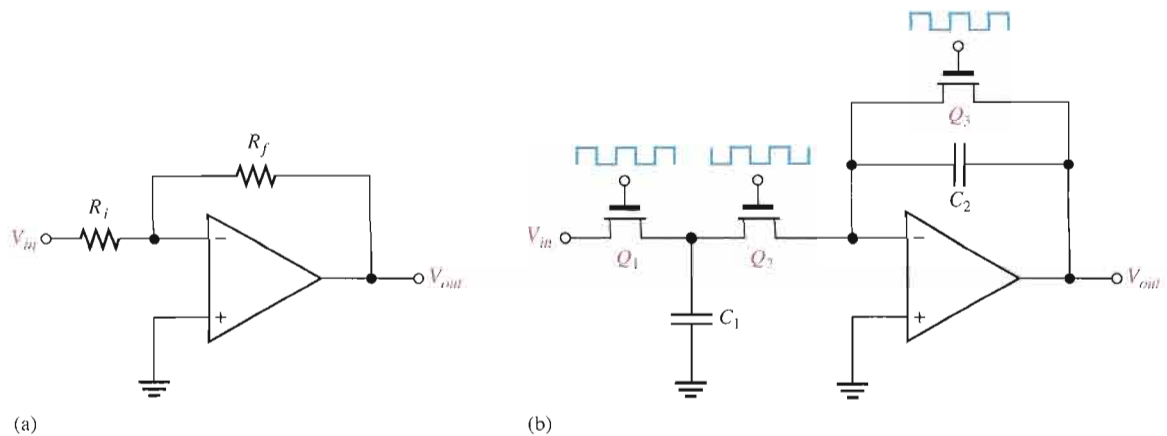 R_f
R_i
V_in
−
+
V_out
(a)
Q_3
C_2
V_in
Q_1
Q_2
C_1
−
+
V_out
(b)